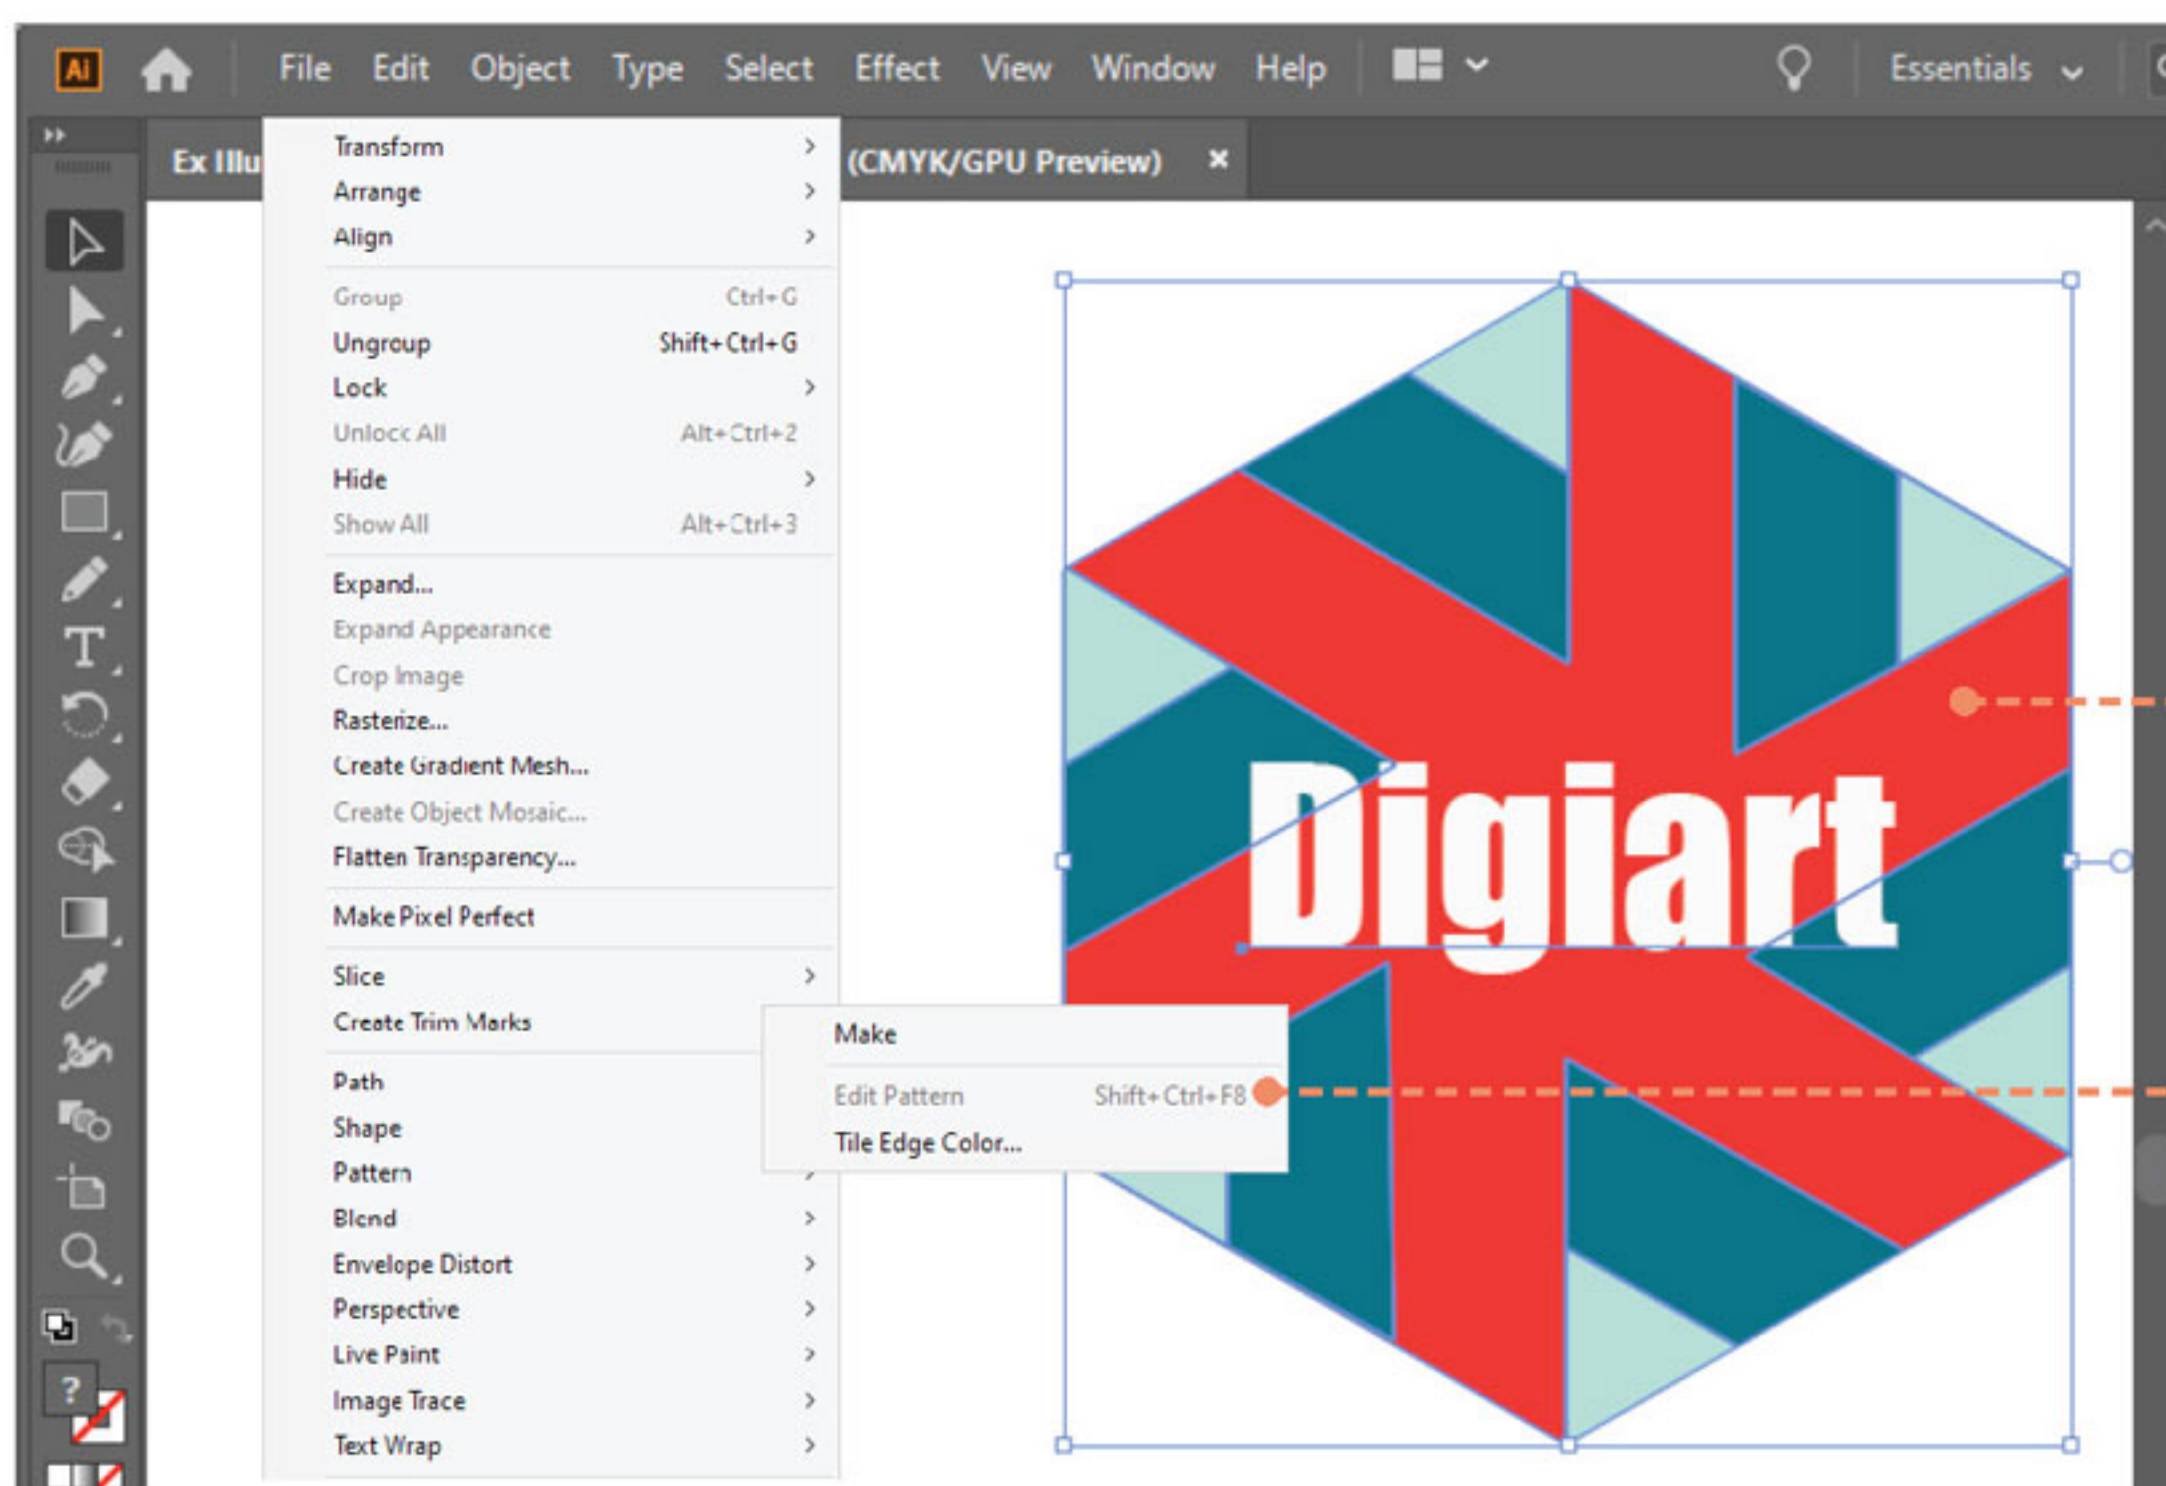 Ai File Edit Object Type Select Effect View Window Help Essentials
Ex Illu (CMYK/GPU Preview) ×
Transform
Arrange
Align
Group Ctrl+G
Ungroup Shift+Ctrl+G
Lock
Unlock All Alt+Ctrl+2
Hide
Show All Alt+Ctrl+3
Expand...
Expand Appearance
Crop Image
Rasterize...
Create Gradient Mesh...
Create Object Mosaic...
Flatten Transparency...
Make Pixel Perfect
Slice
Create Trim Marks
Path
Shape
Pattern
Blend
Envelope Distort
Perspective
Live Paint
Image Trace
Text Wrap
Make
Edit Pattern Shift+Ctrl+F8
Tile Edge Color...
Digiart
T
?